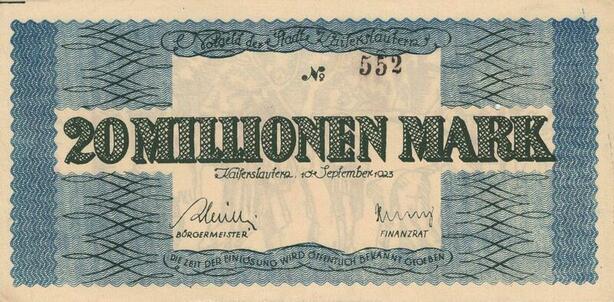 Notgeld der Stadt Kaiserslautern
No 552
20 MILLIONEN MARK
Kaiserslautern, 10 September 1923
BÜRGERMEISTER FINANZRAT
DIE ZEIT DER EINLÖSUNG WIRD ÖFFENTLICH BEKANNT GEGEBEN